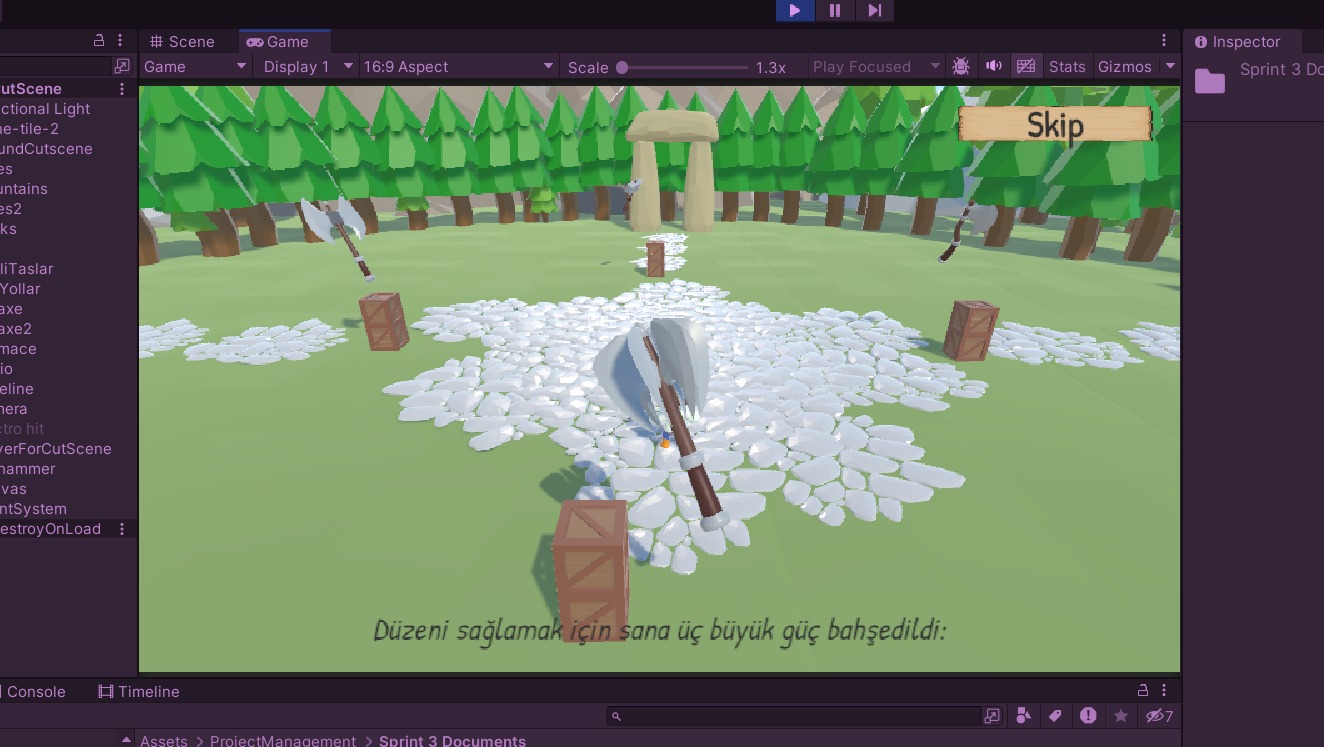 Scene
Game
Inspector
Game
Display 1
16:9 Aspect
Scale
1.3x
Play Focused
Stats
Gizmos
Sprint 3 Do
CutScene
ctional Light
ne-tile-2
undCutscene
es
untains
es2
ks
liTaslar
Yollar
axe
axe2
mace
io
eline
nera
ctro hit
yerForCutScene
hammer
vas
ntSystem
estroyOnLoad
Skip
Düzeni sağlamak için sana üç büyük güç bahşedildi:
Console
Timeline
7
Assets > ProjectManagement > Sprint 3 Documents